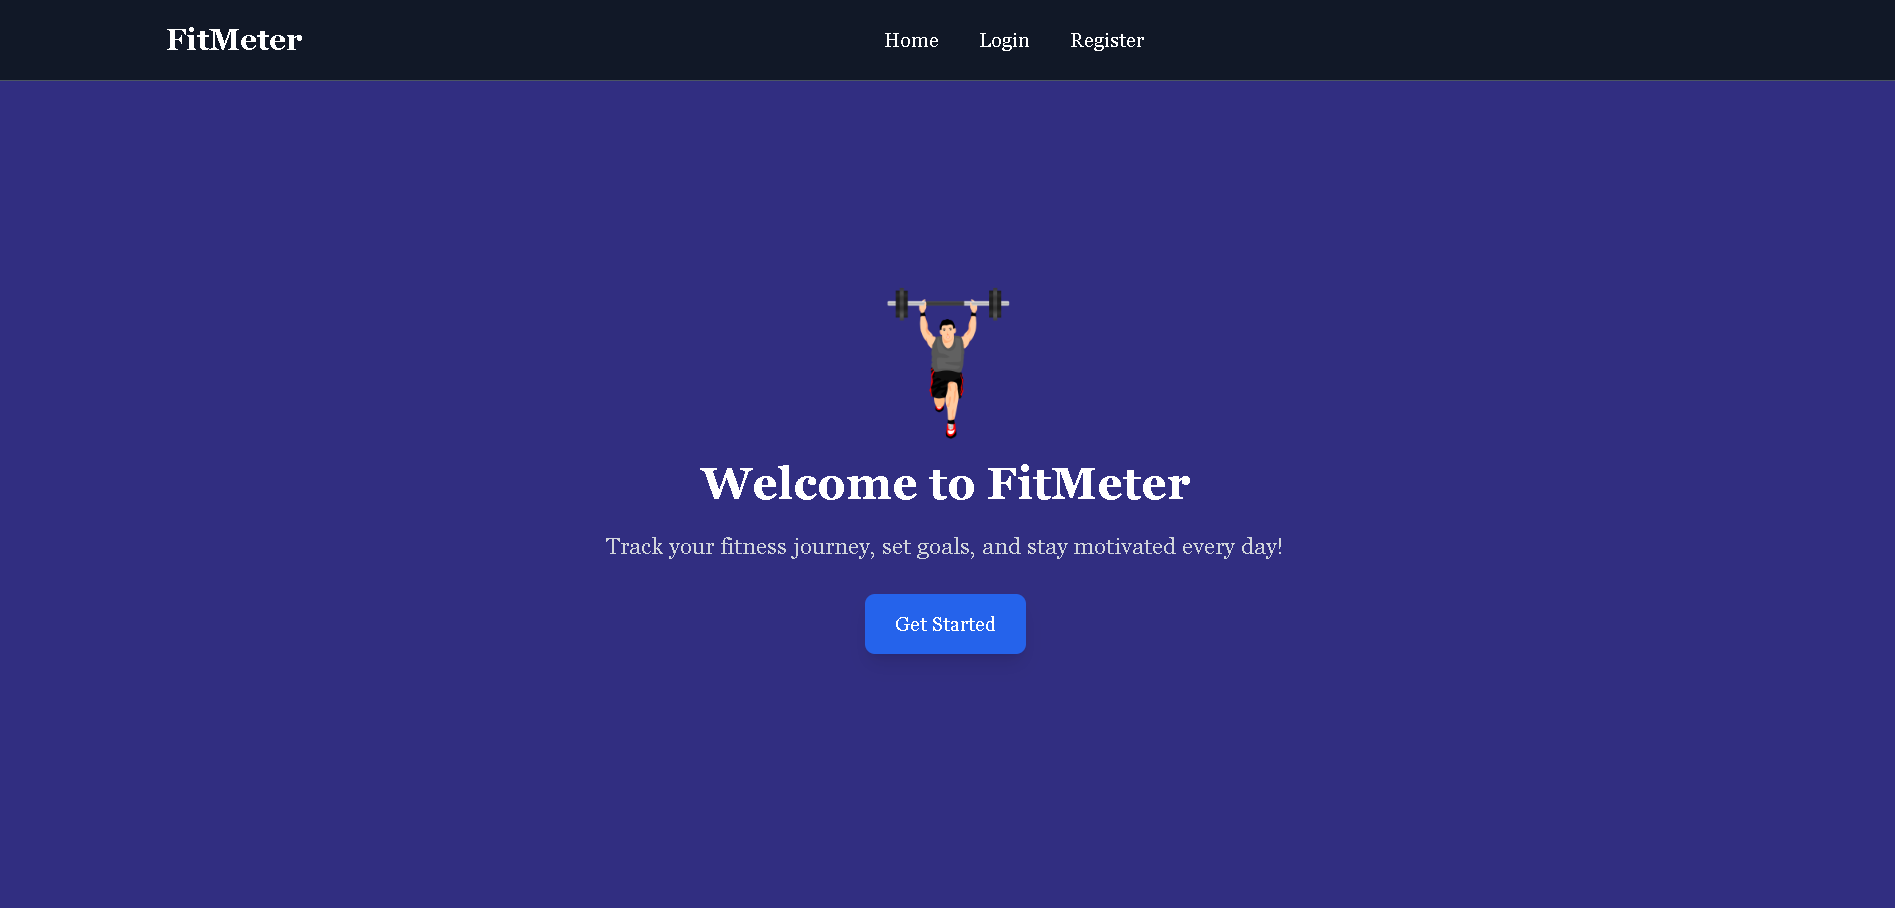 FitMeter
Home Login Register
Welcome to FitMeter
Track your fitness journey, set goals, and stay motivated every day!
Get Started